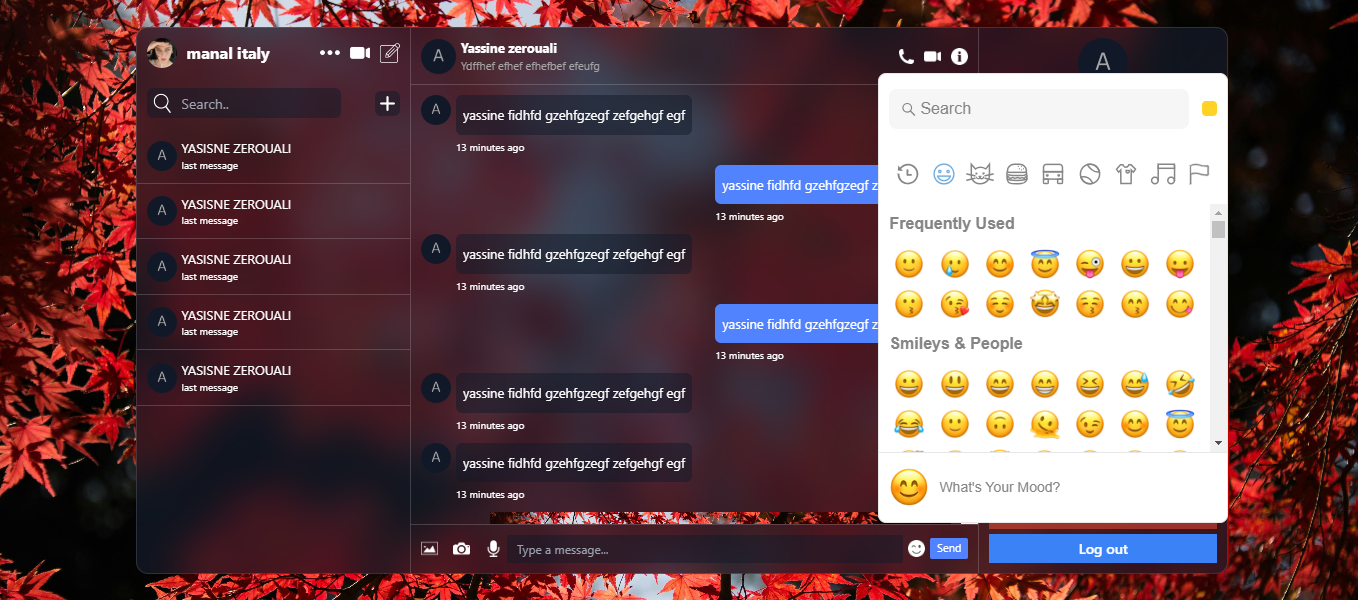 manal italy
Search..
A
YASISNE ZEROUALI
last message
A
YASISNE ZEROUALI
last message
A
YASISNE ZEROUALI
last message
A
YASISNE ZEROUALI
last message
A
YASISNE ZEROUALI
last message
A
Yassine zerouali
Ydffhef efhef efhefbef efeufg
A
yassine fidhfd gzehfgzegf zefgehgf egf
13 minutes ago
yassine fidhfd gzehfgzegf z
13 minutes ago
A
yassine fidhfd gzehfgzegf zefgehgf egf
13 minutes ago
yassine fidhfd gzehfgzegf z
13 minutes ago
A
yassine fidhfd gzehfgzegf zefgehgf egf
13 minutes ago
A
yassine fidhfd gzehfgzegf zefgehgf egf
13 minutes ago
Type a message...
Send
A
Search
Frequently Used
Smileys & People
What's Your Mood?
Log out